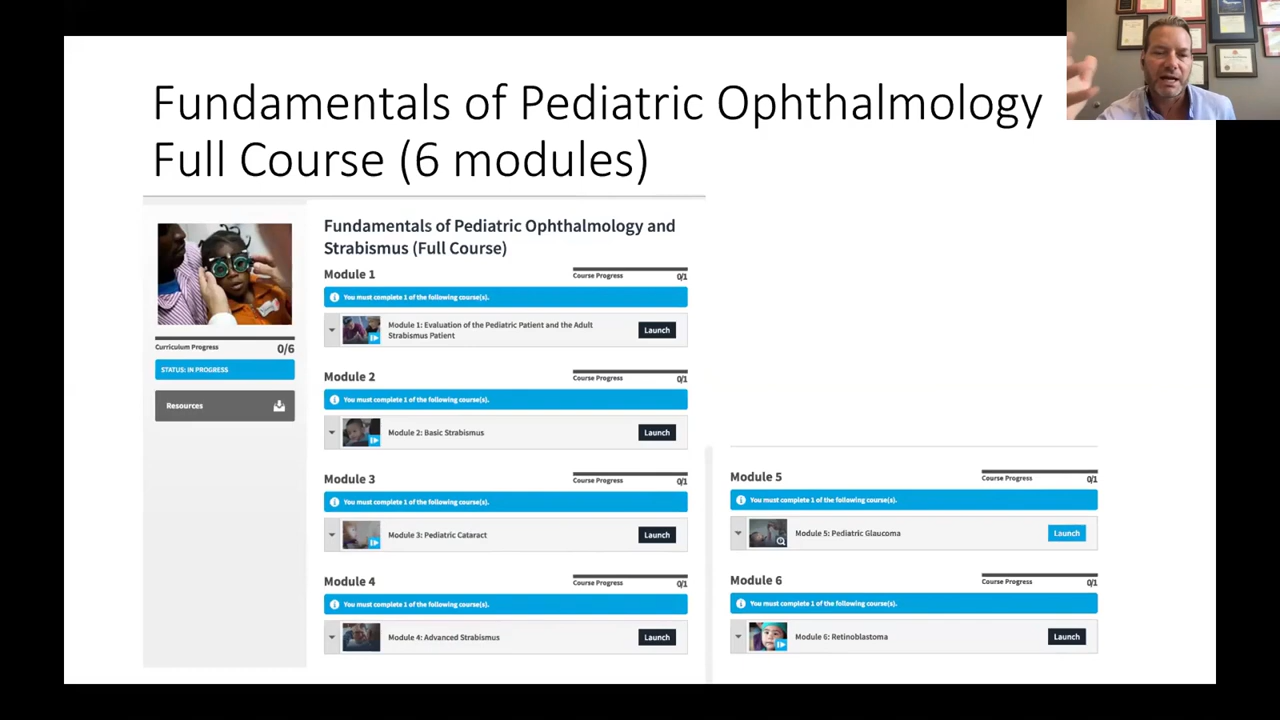 Fundamentals of Pediatric Ophthalmology
Full Course (6 modules)
Curriculum Progress
0/6
STATUS: IN PROGRESS
Resources
Fundamentals of Pediatric Ophthalmology and
Strabismus (Full Course)
Module 1
Course Progress
0/1
You must complete 1 of the following course(s).
Module 1: Evaluation of the Pediatric Patient and the Adult
Strabismus Patient
Launch
Module 2
Course Progress
0/1
You must complete 1 of the following course(s).
Module 2: Basic Strabismus
Launch
Module 3
Course Progress
0/1
You must complete 1 of the following course(s).
Module 3: Pediatric Cataract
Launch
Module 4
Course Progress
0/1
You must complete 1 of the following course(s).
Module 4: Advanced Strabismus
Launch
Module 5
Course Progress
0/1
You must complete 1 of the following course(s).
Module 5: Pediatric Glaucoma
Launch
Module 6
Course Progress
0/1
You must complete 1 of the following course(s).
Module 6: Retinoblastoma
Launch